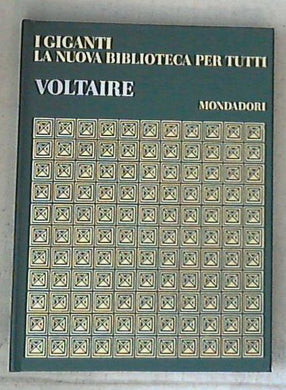 I GIGANTI
LA NUOVA BIBLIOTECA PER TUTTI
VOLTAIRE
MONDADORI